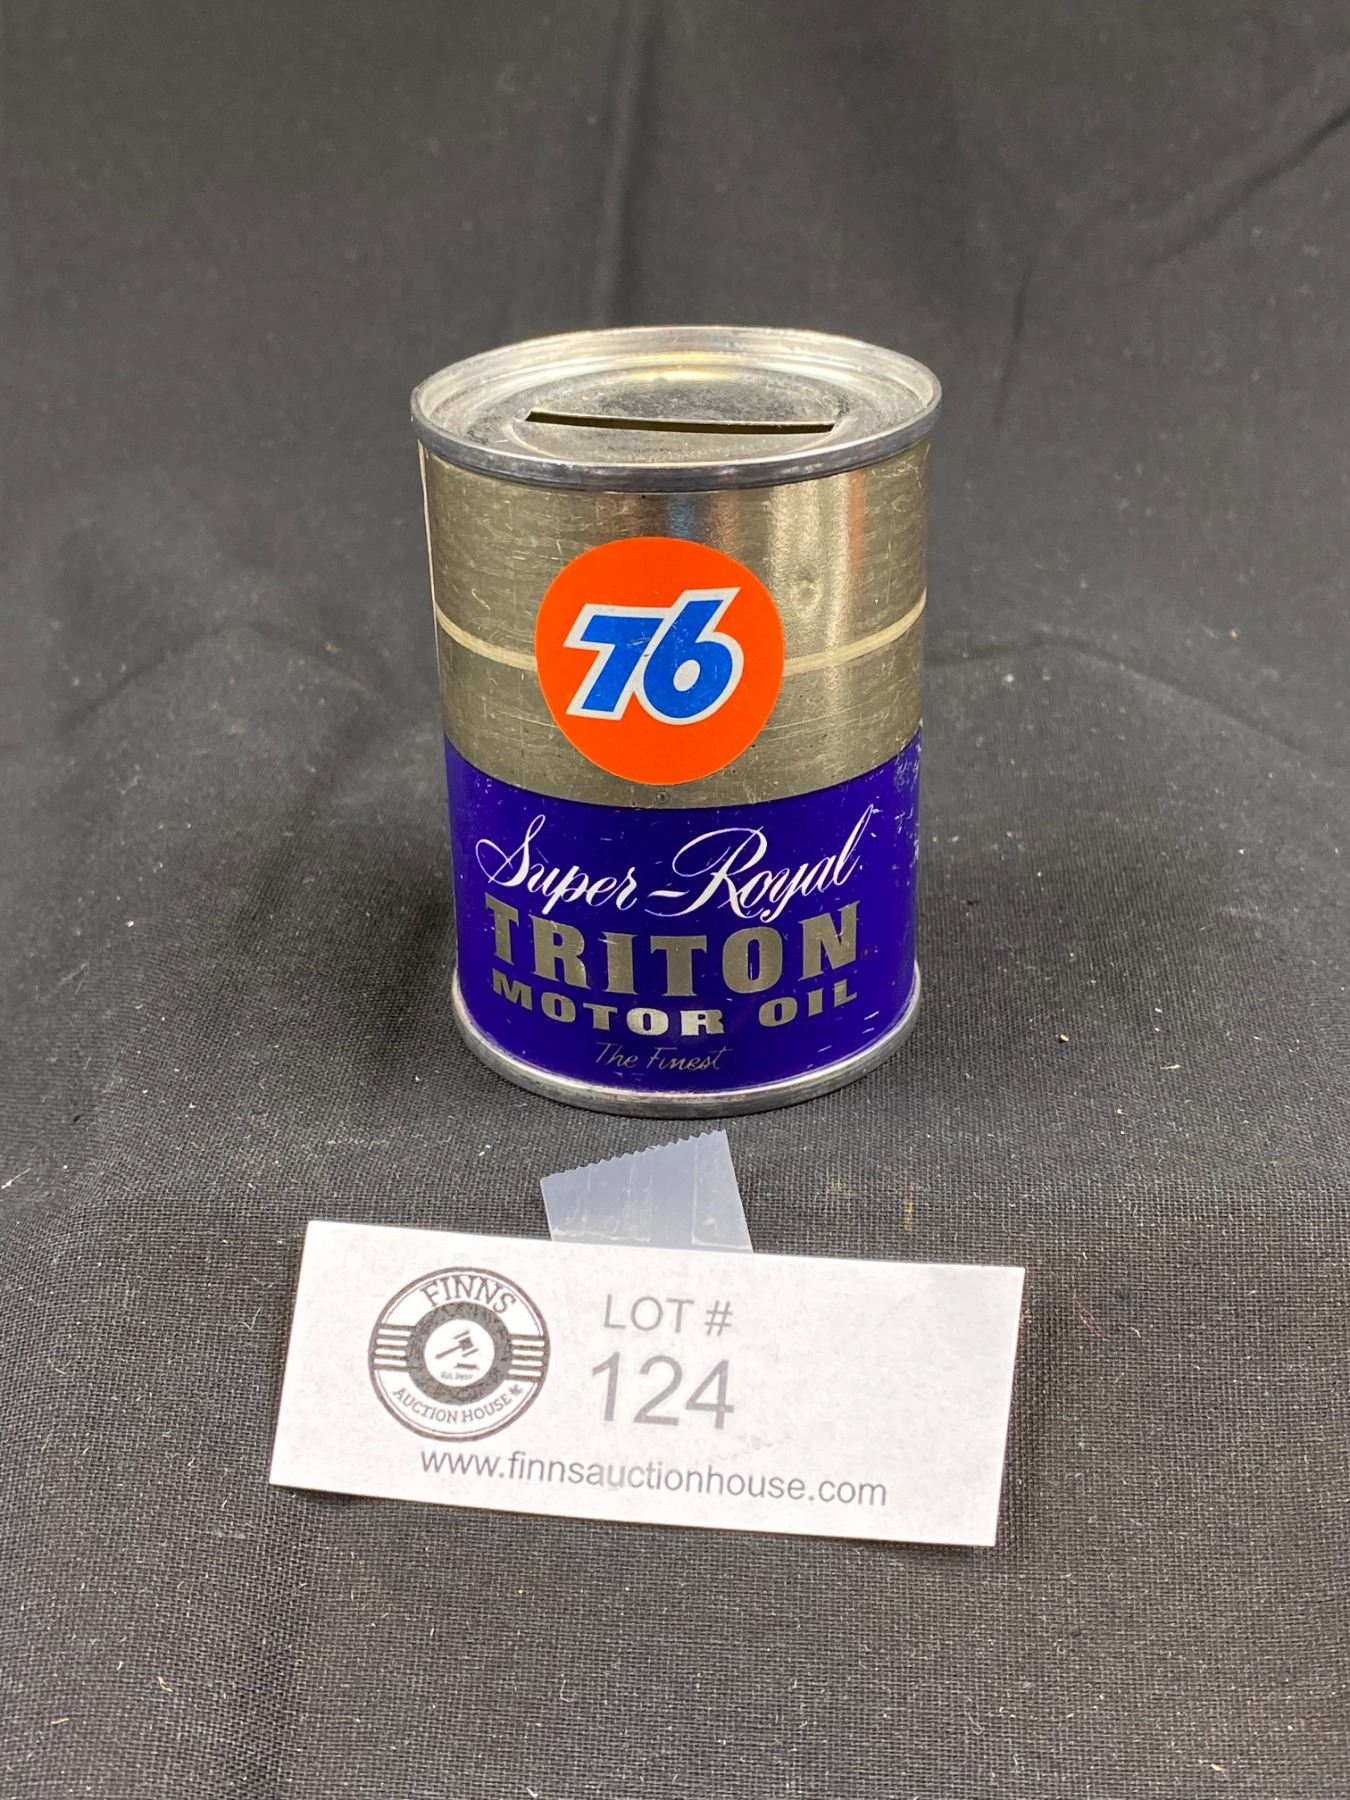 76
Super-Royal
TRITON
MOTOR OIL
The Finest
FINNS
AUCTION HOUSE
LOT #
124
www.finnsauctionhouse.com